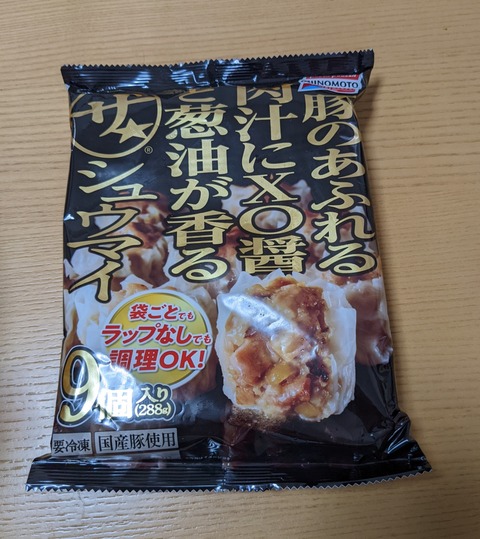 AJINOMOTO
豚のあふれる
肉汁にXO醤
と葱油が香る
ザ®
シュウマイ
袋ごとでも
ラップなしでも
調理OK!
9個入り
(288g)
要冷凍 国産豚使用